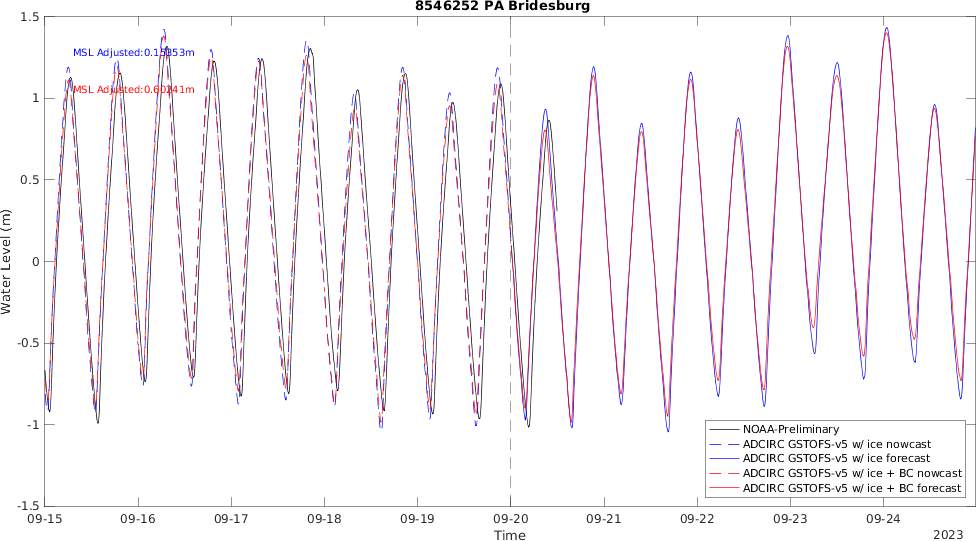 8546252 PA Bridesburg
1.5
1
0.5
0
-0.5
-1
-1.5
Water Level (m)
MSL Adjusted:0.15353m
MSL Adjusted:0.60241m
NOAA-Preliminary
ADCIRC GSTOFS-v5 w/ ice nowcast
ADCIRC GSTOFS-v5 w/ ice forecast
ADCIRC GSTOFS-v5 w/ ice + BC nowcast
ADCIRC GSTOFS-v5 w/ ice + BC forecast
09-15 09-16 09-17 09-18 09-19 09-20 09-21 09-22 09-23 09-24
Time
2023